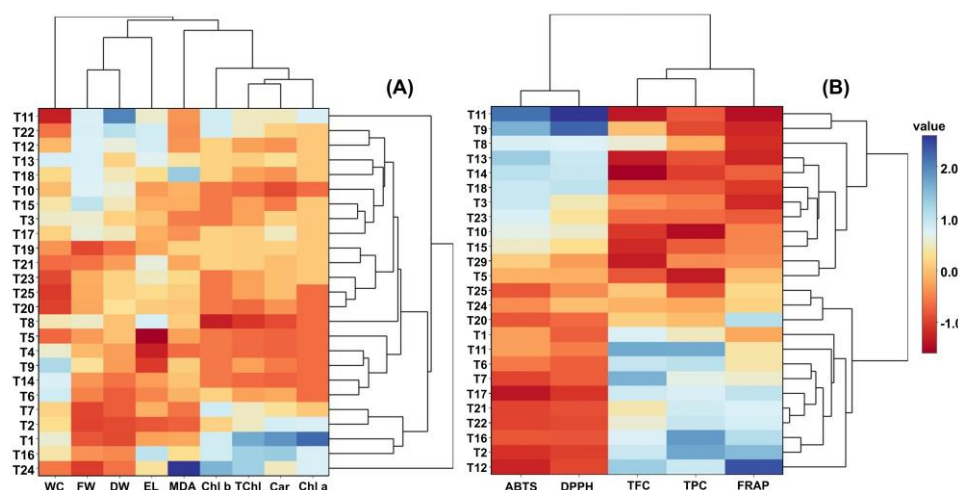 (A)
T11
T22
T12
T13
T18
T10
T15
T3
T17
T19
T21
T23
T25
T20
T8
T5
T4
T9
T14
T6
T7
T2
T1
T16
T24
WC FW DW EL MDA Chl b TChl Car Chl a
(B)
T11
T9
T8
T13
T14
T18
T3
T23
T10
T15
T29
T5
T25
T24
T20
T1
T11
T6
T7
T17
T21
T22
T16
T2
T12
ABTS DPPH TFC TPC FRAP
value
2.0
1.0
0.0
-1.0